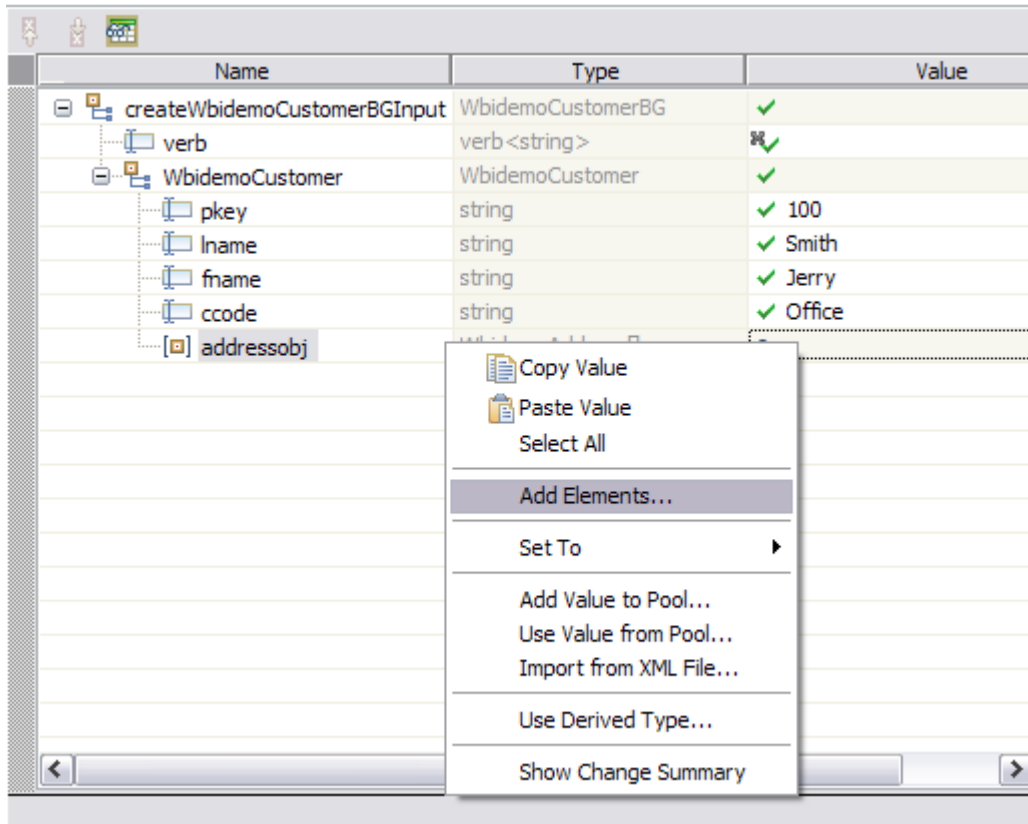 Name Type Value
createWbidemoCustomerBGInput WbidemoCustomerBG
verb verb<string>
WbidemoCustomer WbidemoCustomer
pkey string 100
lname string Smith
fname string Jerry
ccode string Office
addressobj
Copy Value
Paste Value
Select All
Add Elements...
Set To
Add Value to Pool...
Use Value from Pool...
Import from XML File...
Use Derived Type...
Show Change Summary